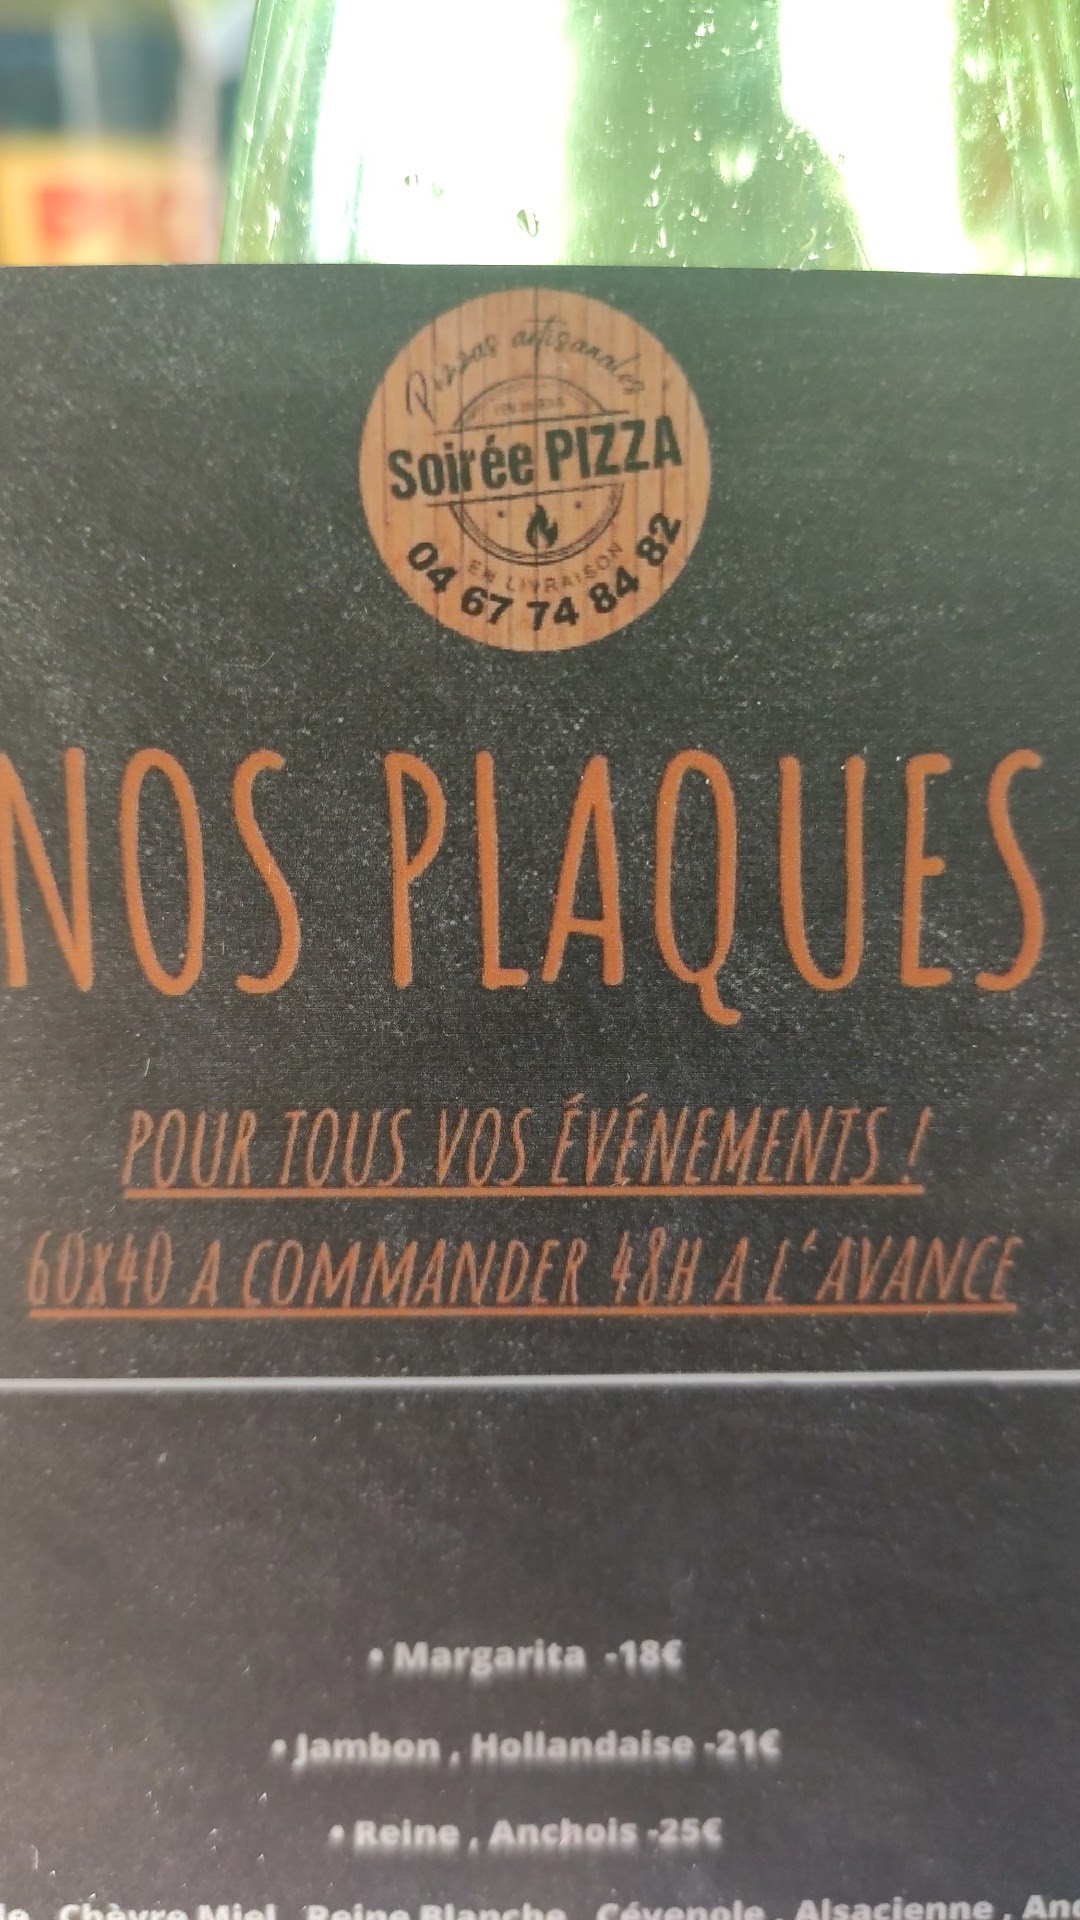 Pizzas artisanales
Soirée PIZZA
EN LIVRAISON
04 67 74 84 82
NOS PLAQUES
POUR TOUS VOS ÉVÉNEMENTS !
60x40 A COMMANDER 48H A L'AVANCE
• Margarita -18€
• Jambon , Hollandaise -21€
• Reine , Anchois -25€
Chèvre Miel , Reine Blanche , Cévenole , Alsacienne ,